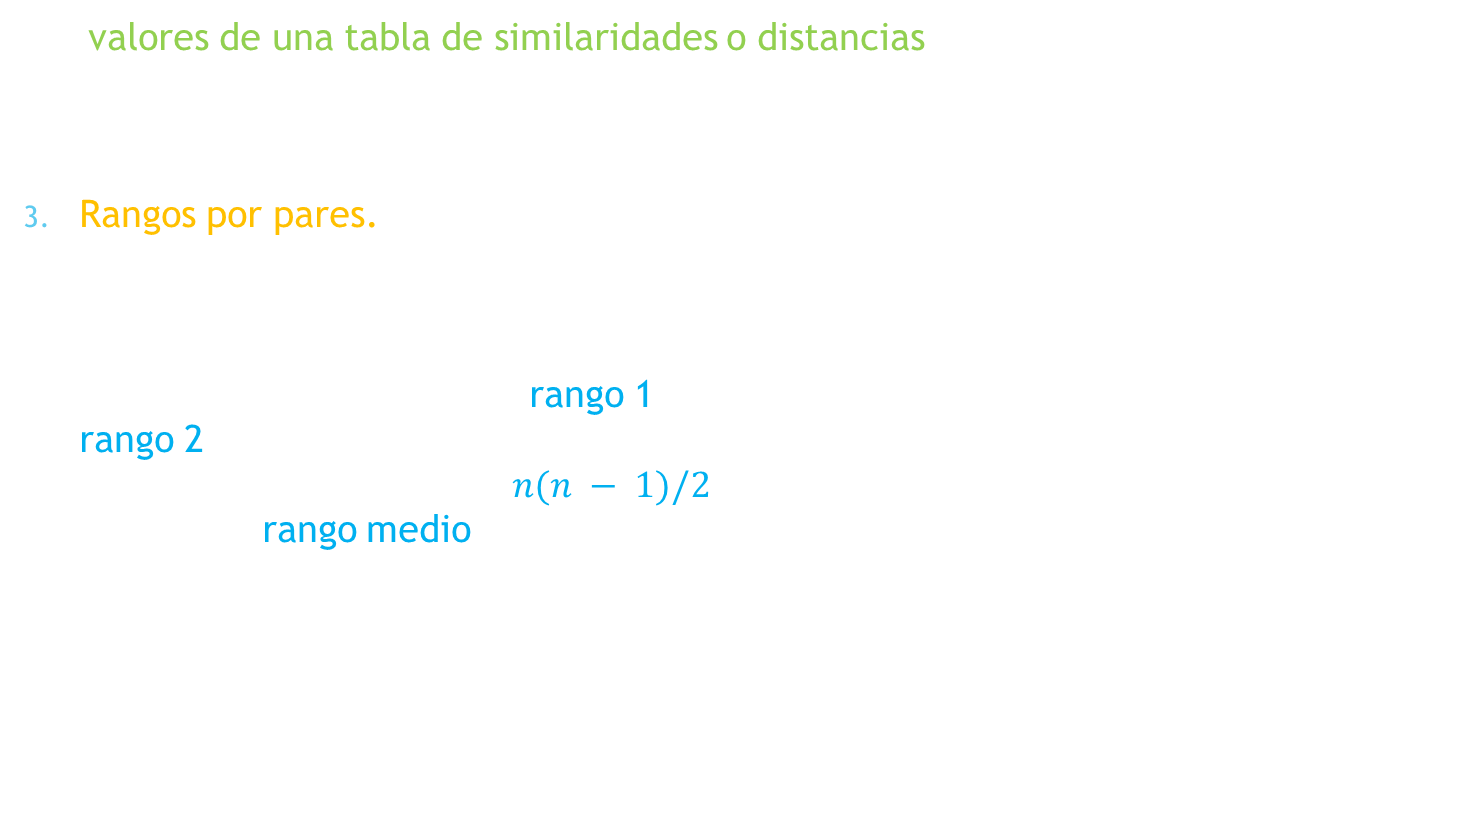 valores de una tabla de similaridades o distancias
3. Rangos por pares.
rango 1
rango 2
n(n − 1)/2
rango medio